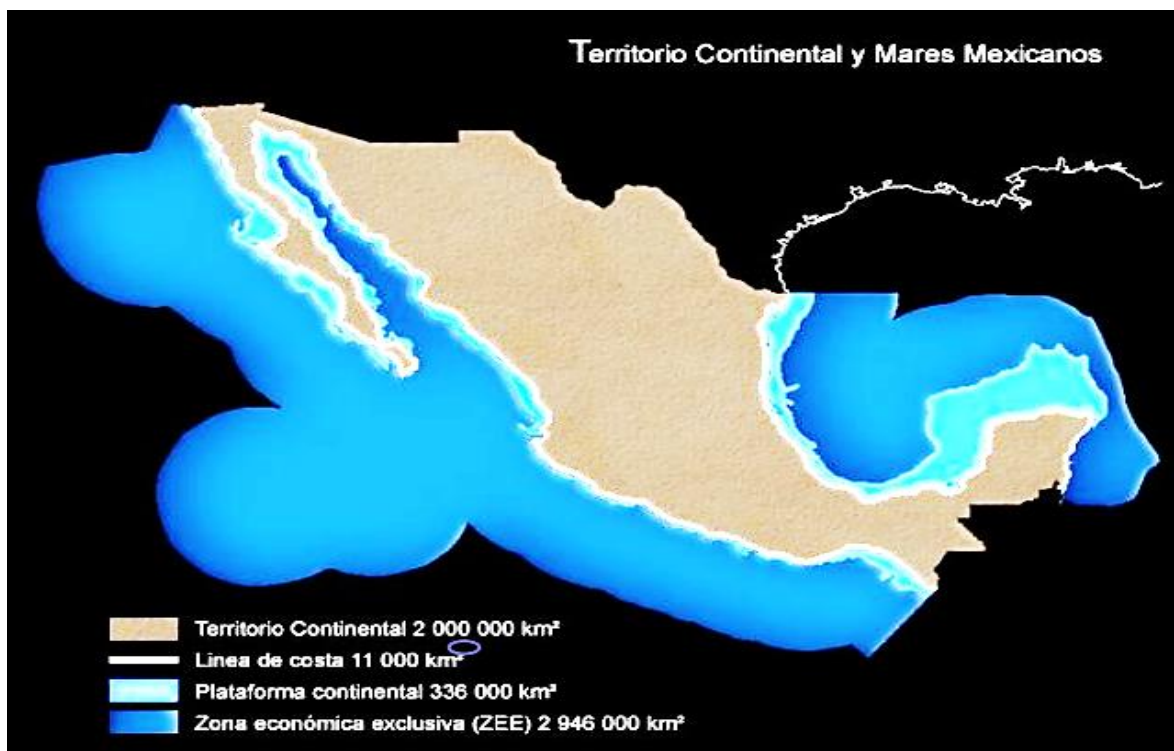 Territorio Continental y Mares Mexicanos
Territorio Continental 2 000 000 km²
Linea de costa 11 000 km²
Plataforma continental 336 000 km²
Zona económica exclusiva (ZEE) 2 946 000 km²